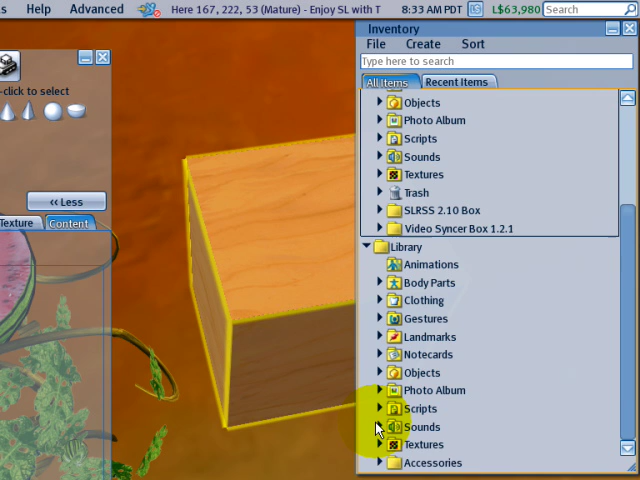 s Help Advanced Here 167, 222, 53 (Mature) - Enjoy SL with T 8:33 AM PDT L$63,980 Search
Inventory
File Create Sort
Type here to search
All Items Recent Items
Objects
Photo Album
Scripts
Sounds
Textures
Trash
SLRSS 2.10 Box
Video Syncer Box 1.2.1
Library
Animations
Body Parts
Clothing
Gestures
Landmarks
Notecards
Objects
Photo Album
Scripts
Sounds
Textures
Accessories
-click to select
<< Less
Texture Content